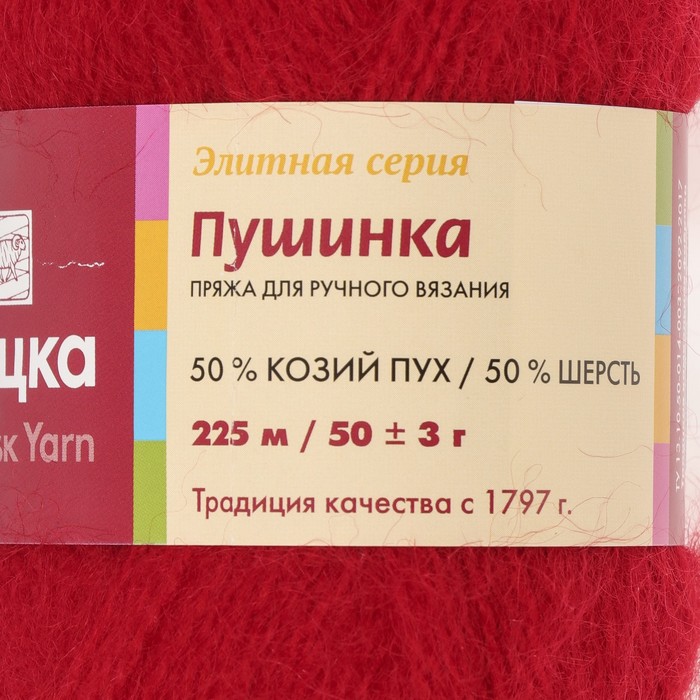 Элитная серия
Пушинка
ПРЯЖА ДЛЯ РУЧНОГО ВЯЗАНИЯ
50 % КОЗИЙ ПУХ / 50 % ШЕРСТЬ
225 м / 50 ± 3 г
Традиция качества с 1797 г.
цка
sk Yarn